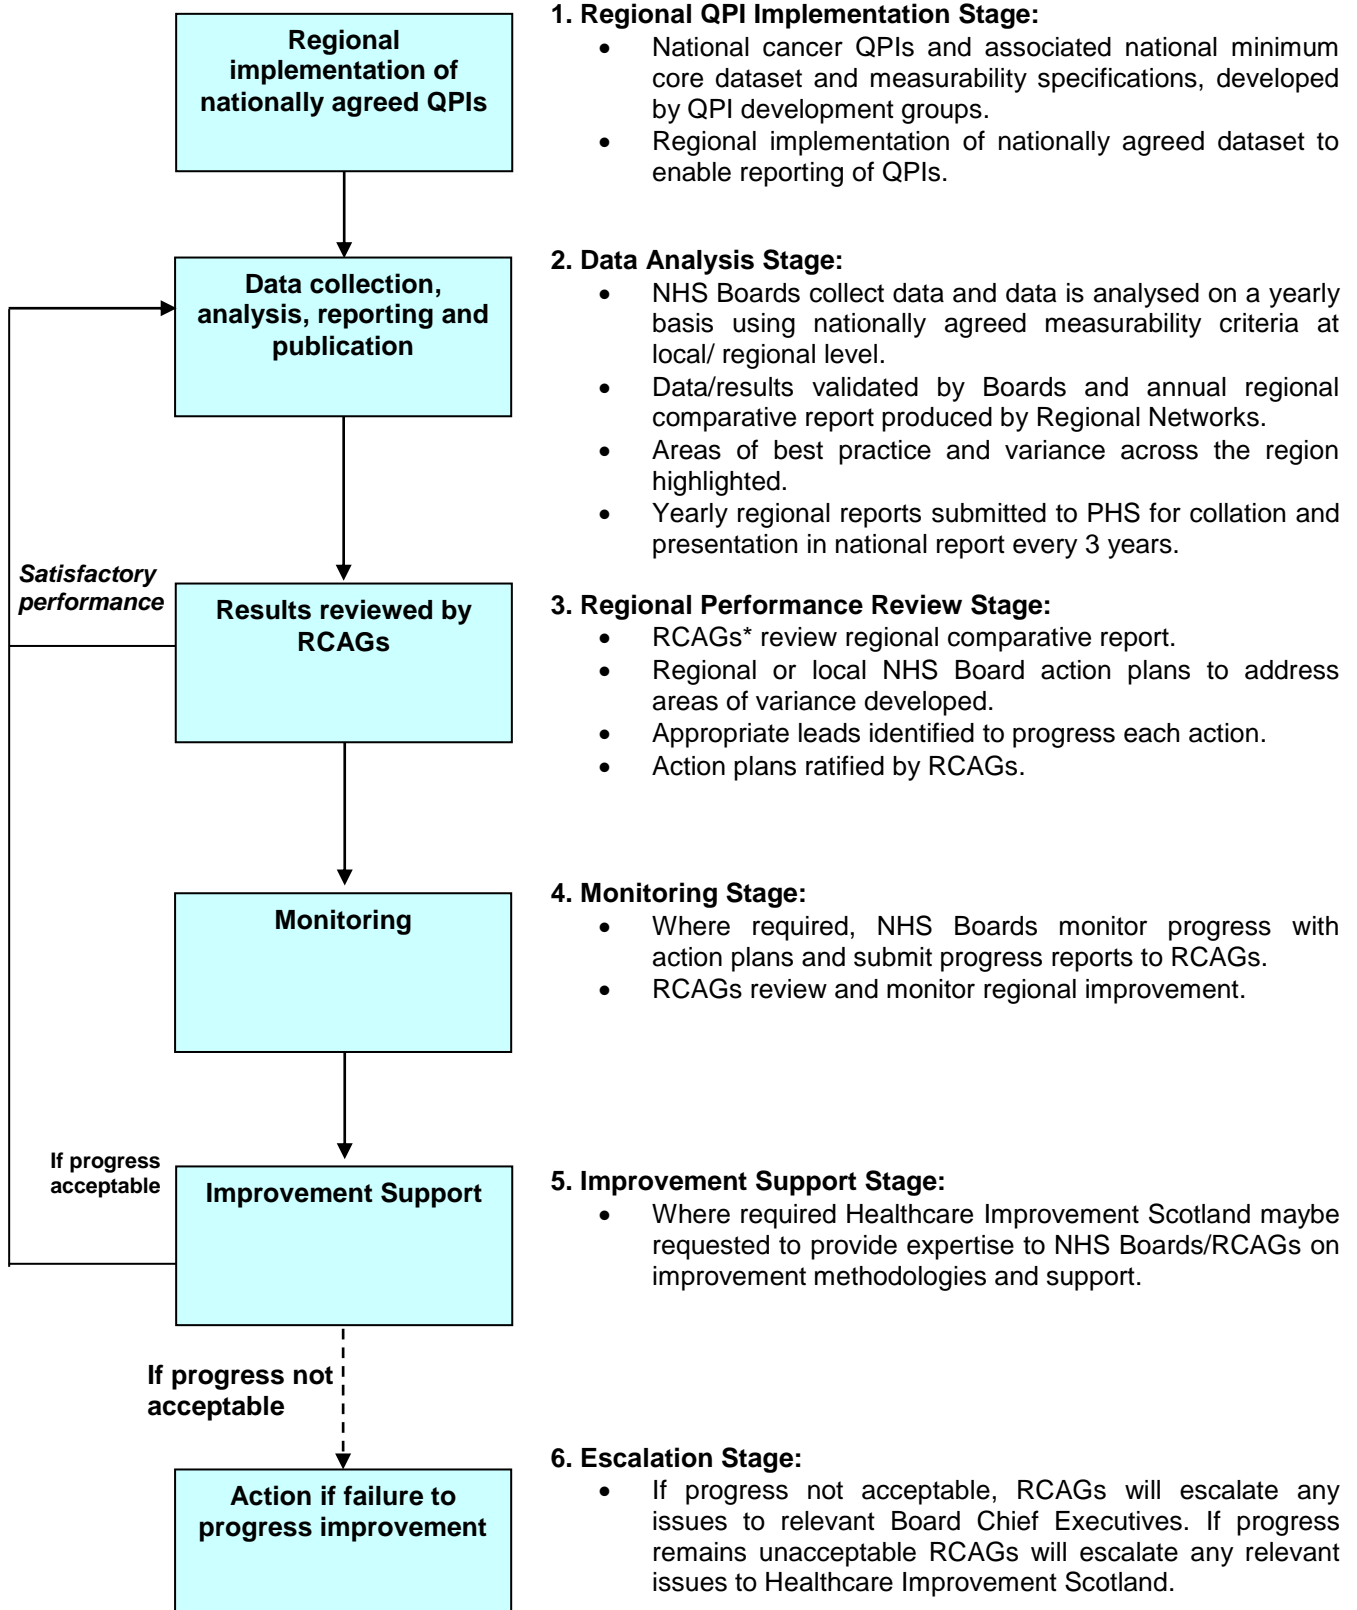 Regional
implementation of
nationally agreed QPIs
1. Regional QPI Implementation Stage:
• National cancer QPIs and associated national minimum
core dataset and measurability specifications, developed
by QPI development groups.
• Regional implementation of nationally agreed dataset to
enable reporting of QPIs.
Data collection,
analysis, reporting and
publication
2. Data Analysis Stage:
• NHS Boards collect data and data is analysed on a yearly
basis using nationally agreed measurability criteria at
local/ regional level.
• Data/results validated by Boards and annual regional
comparative report produced by Regional Networks.
• Areas of best practice and variance across the region
highlighted.
• Yearly regional reports submitted to PHS for collation and
presentation in national report every 3 years.
Satisfactory
performance
Results reviewed by
RCAGs
3. Regional Performance Review Stage:
• RCAGs* review regional comparative report.
• Regional or local NHS Board action plans to address
areas of variance developed.
• Appropriate leads identified to progress each action.
• Action plans ratified by RCAGs.
Monitoring
4. Monitoring Stage:
• Where required, NHS Boards monitor progress with
action plans and submit progress reports to RCAGs.
• RCAGs review and monitor regional improvement.
If progress
acceptable
Improvement Support
5. Improvement Support Stage:
• Where required Healthcare Improvement Scotland maybe
requested to provide expertise to NHS Boards/RCAGs on
improvement methodologies and support.
If progress not
acceptable
Action if failure to
progress improvement
6. Escalation Stage:
• If progress not acceptable, RCAGs will escalate any
issues to relevant Board Chief Executives. If progress
remains unacceptable RCAGs will escalate any relevant
issues to Healthcare Improvement Scotland.